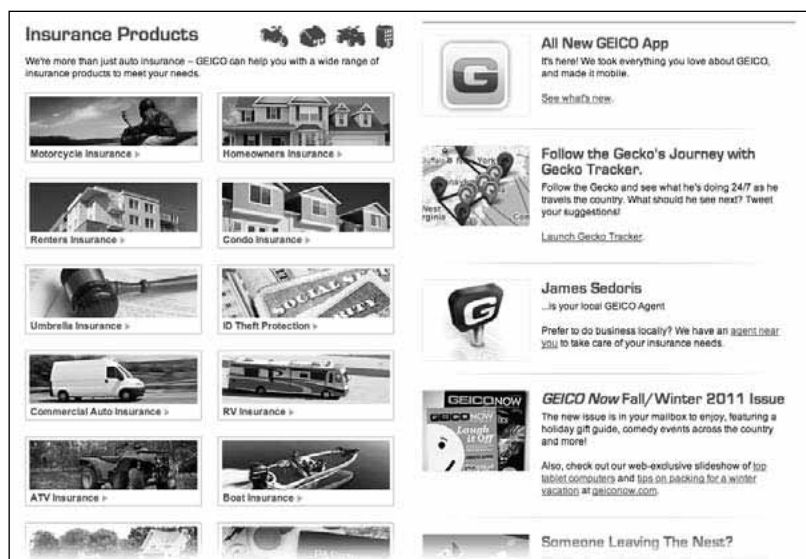 Insurance Products
We're more than just auto insurance – GEICO can help you with a wide range of
insurance products to meet your needs.
Motorcycle Insurance
Homeowners Insurance
Renters Insurance
Condo Insurance
Umbrella Insurance
ID Theft Protection
Commercial Auto Insurance
RV Insurance
ATV Insurance
Boat Insurance
G
All New GEICO App
It's here! We took everything you love about GEICO,
and made it mobile.
See what's new.
Follow the Gecko's Journey with
Gecko Tracker.
Follow the Gecko and see what he's doing 24/7 as he
travels the country. What should he see next? Tweet
your suggestions!
Launch Gecko Tracker.
G
James Sedoris
...is your local GEICO Agent
Prefer to do business locally? We have an agent near
you to take care of your insurance needs.
GEICONOW
Laugh
it Off
GEICO Now Fall/Winter 2011 Issue
The new issue is in your mailbox to enjoy, featuring a
holiday gift guide, comedy events across the country
and more!
Also, check out our web-exclusive slideshow of top
tablet computers and tips on packing for a winter
vacation at geiconow.com.
Someone Leaving The Nest?